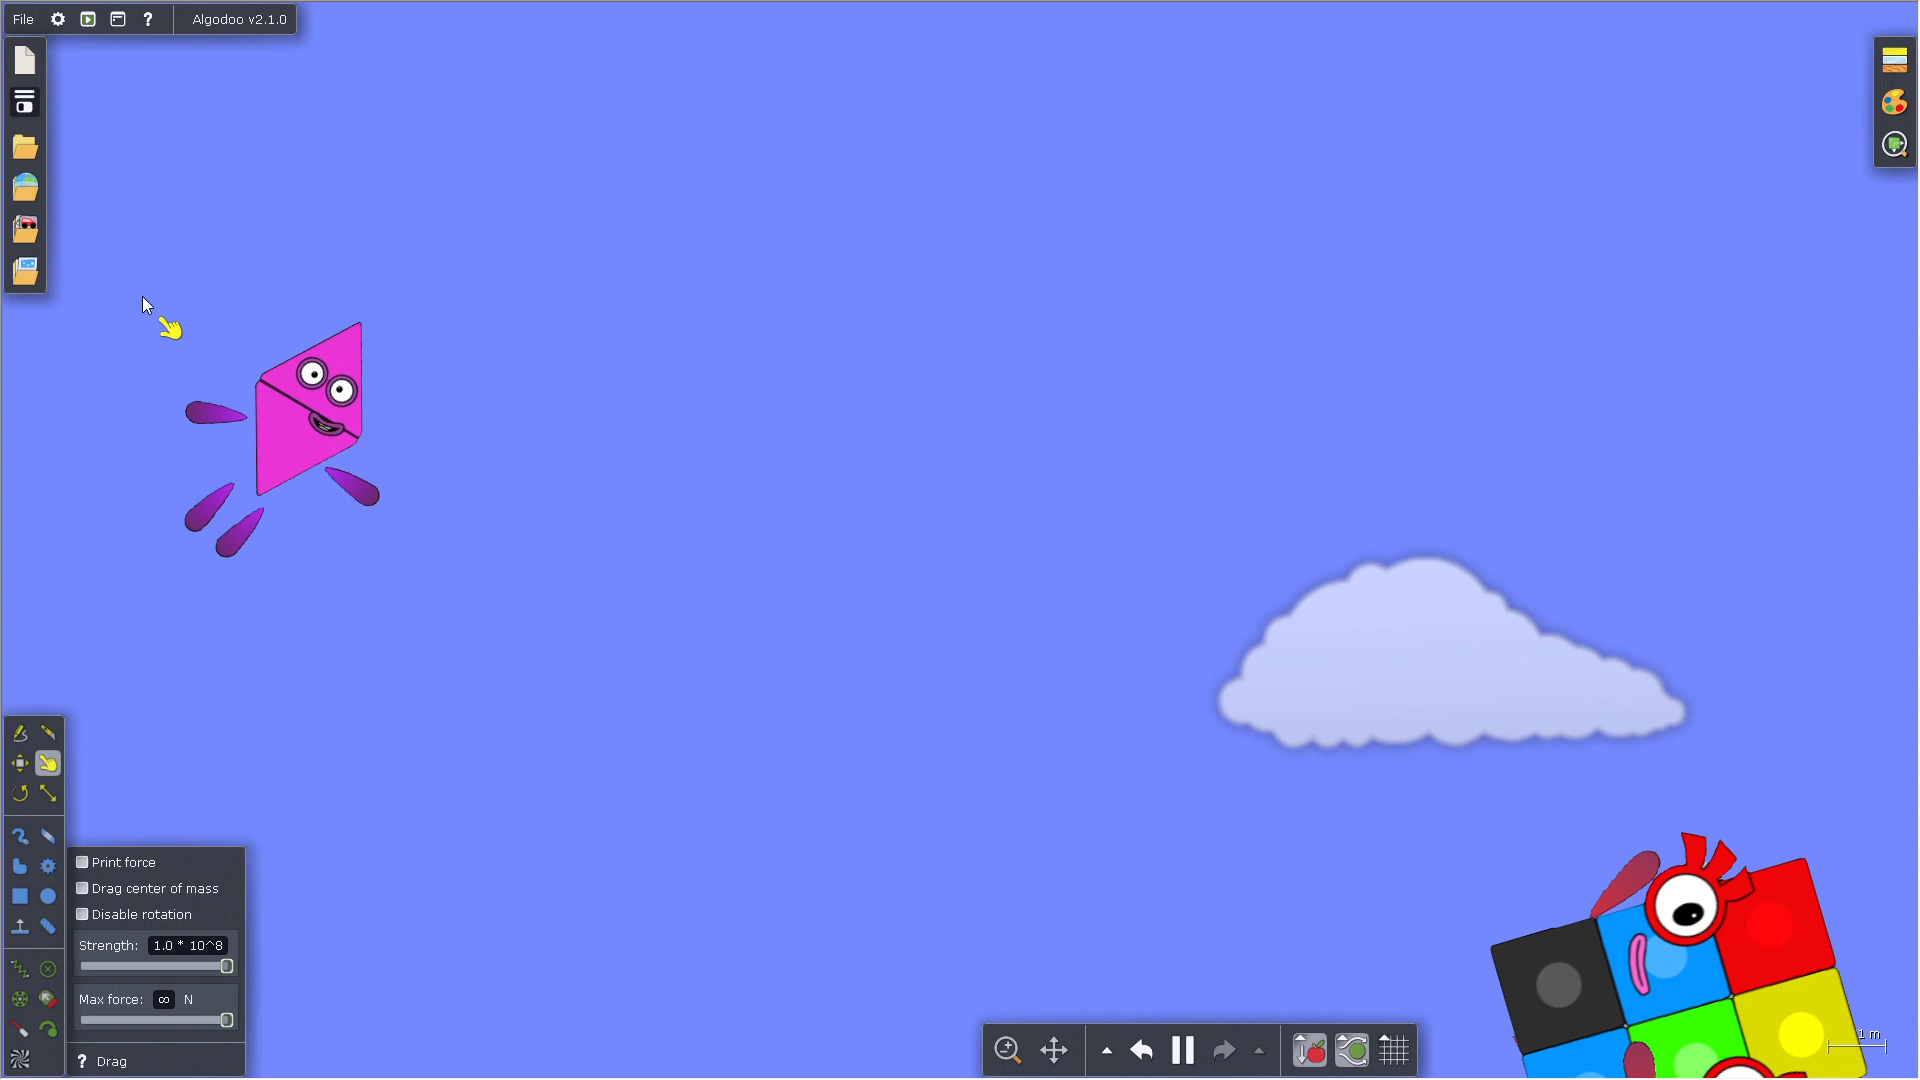 File ? Algodoo v2.1.0
Print force
Drag center of mass
Disable rotation
Strength: 1.0 * 10^8
Max force: ∞ N
? Drag
1 m